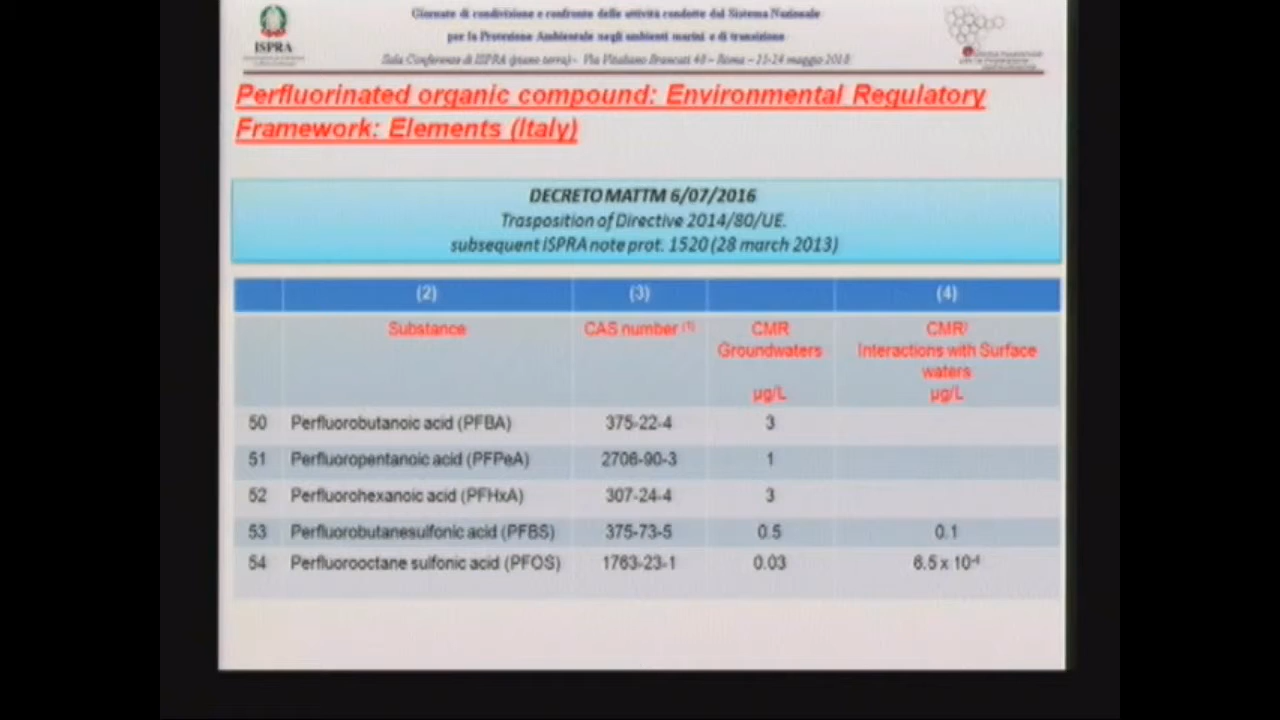 Giornate di condivisione e confronto delle attività condotte dal Sistema Nazionale
per la Protezione Ambientale negli ambienti marini e di transizione
ISPRA
Sala Conferenze di ISPRA (piano terra) - Via Vitaliano Brancati 48 - Roma - 23-24 maggio 2018
Perfluorinated organic compound: Environmental Regulatory
Framework: Elements (Italy)
DECRETO MATTM 6/07/2016
Trasposition of Directive 2014/80/UE.
subsequent ISPRA note prot. 1520 (28 march 2013)
(2) (3) (4)
Substance CAS number (1) CMR Groundwaters µg/L CMR/ Interactions with Surface waters µg/L
50 Perfluorobutanoic acid (PFBA) 375-22-4 3
51 Perfluoropentanoic acid (PFPeA) 2706-90-3 1
52 Perfluorohexanoic acid (PFHxA) 307-24-4 3
53 Perfluorobutanesulfonic acid (PFBS) 375-73-5 0.5 0.1
54 Perfluorooctane sulfonic acid (PFOS) 1763-23-1 0.03 6.5 x 10-4